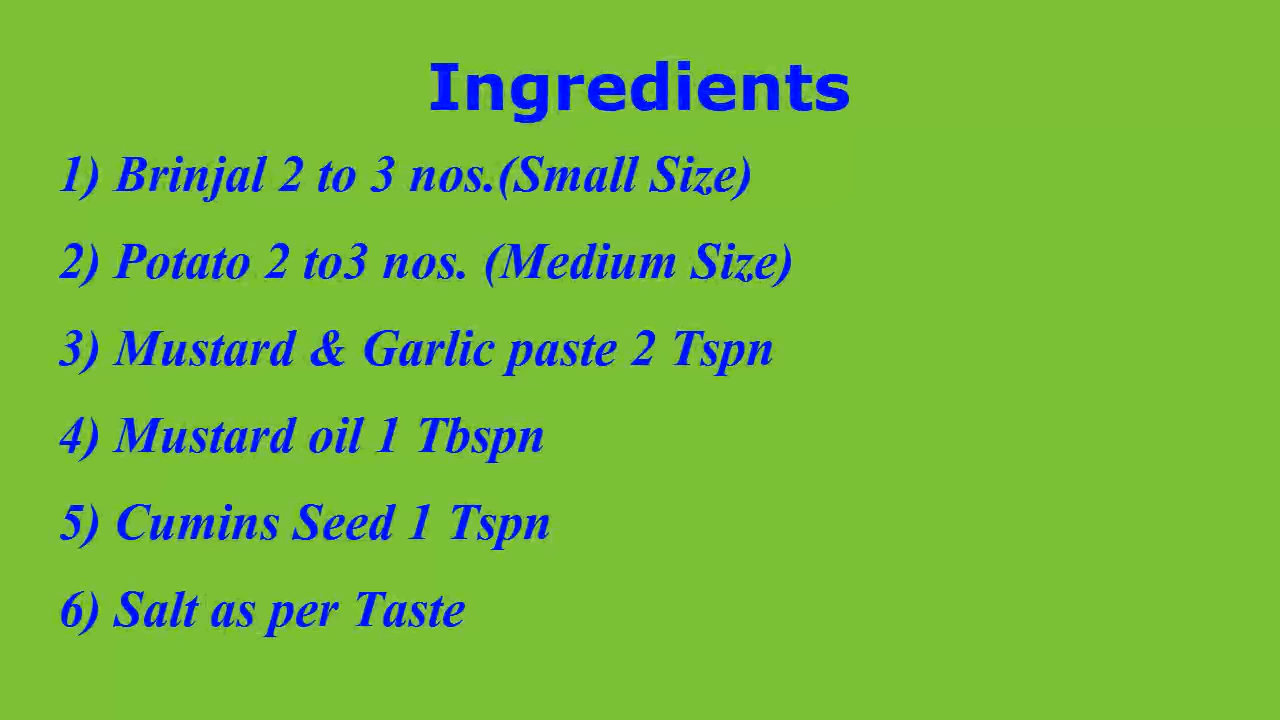 Ingredients
1) Brinjal 2 to 3 nos.(Small Size)
2) Potato 2 to3 nos. (Medium Size)
3) Mustard & Garlic paste 2 Tspn
4) Mustard oil 1 Tbspn
5) Cumins Seed 1 Tspn
6) Salt as per Taste